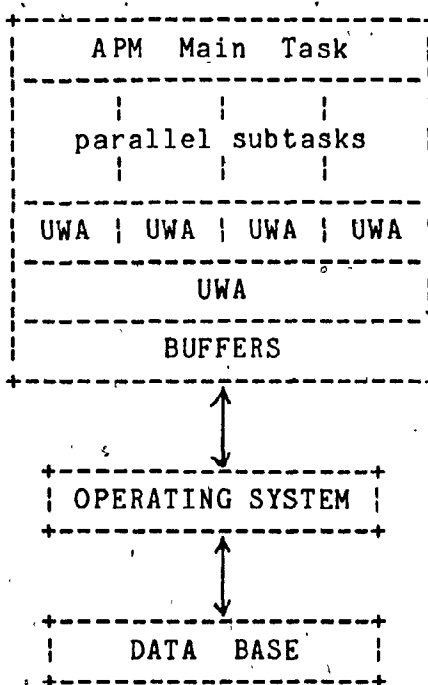 APM Main Task
parallel subtasks
UWA UWA UWA UWA
UWA
BUFFERS
OPERATING SYSTEM
DATA BASE